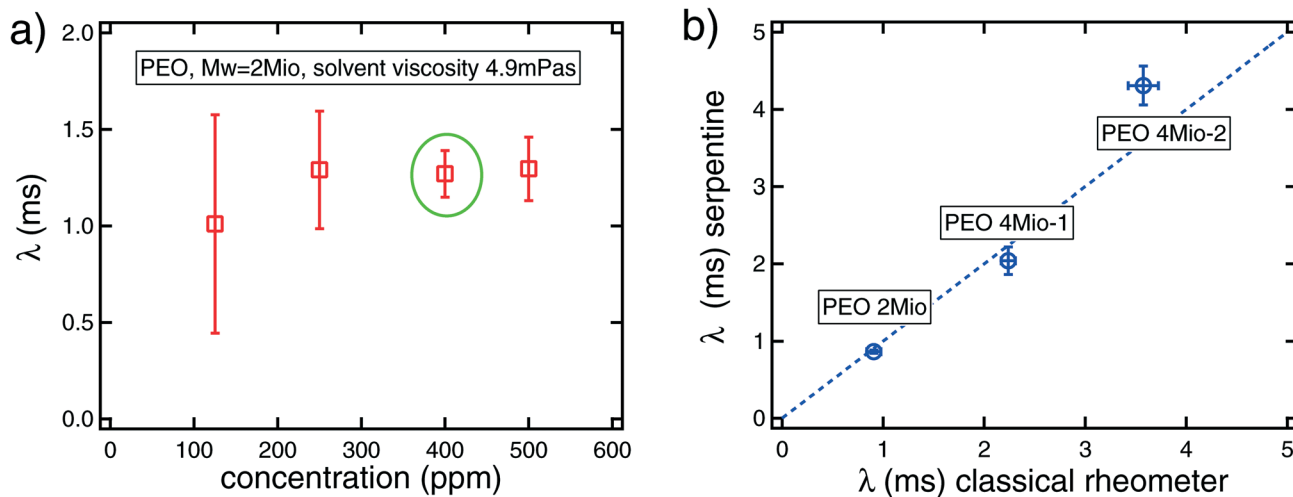 a)
PEO, Mw=2Mio, solvent viscosity 4.9mPas
2.0
1.5
1.0
0.5
0.0
λ (ms)
0
100
200
300
400
500
600
concentration (ppm)
b)
5
4
3
2
1
0
λ (ms) serpentine
PEO 4Mio-2
PEO 4Mio-1
PEO 2Mio
0
1
2
3
4
5
λ (ms) classical rheometer